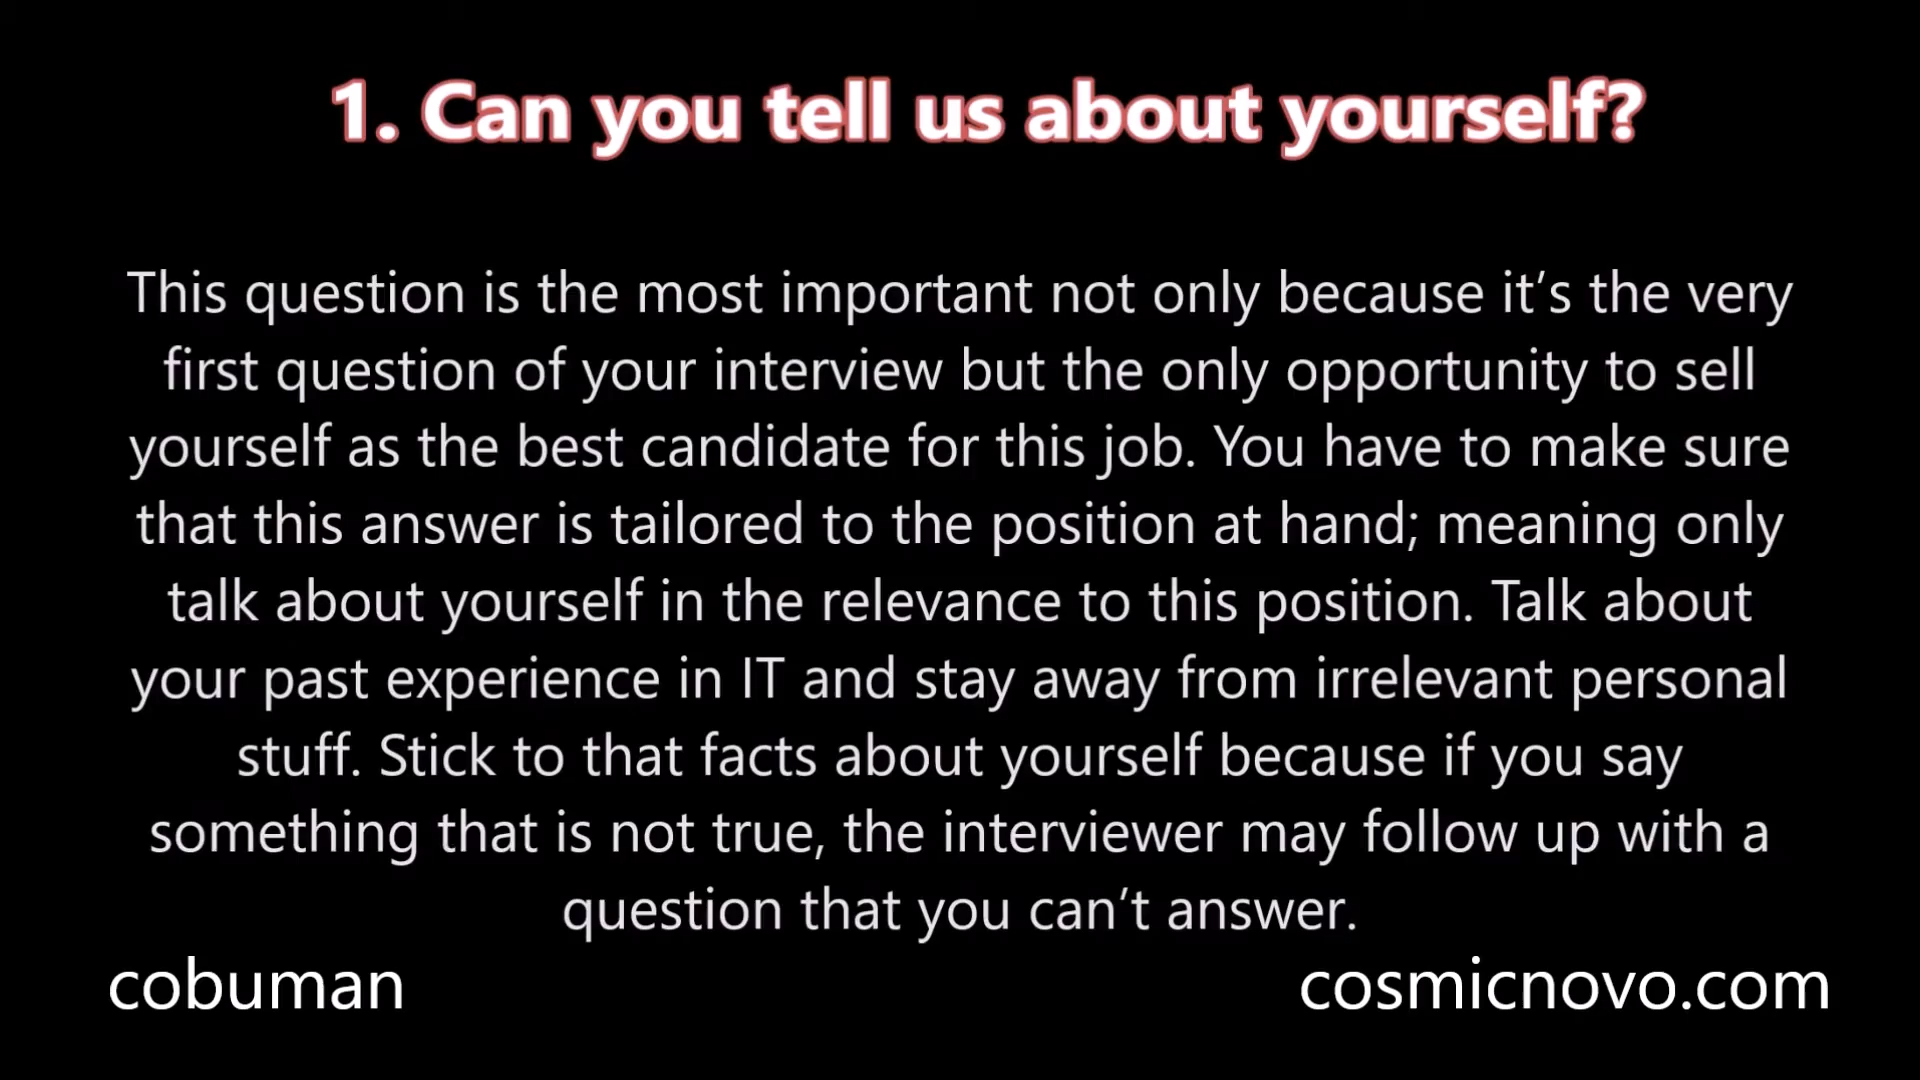 1. Can you tell us about yourself?
This question is the most important not only because it’s the very
first question of your interview but the only opportunity to sell
yourself as the best candidate for this job. You have to make sure
that this answer is tailored to the position at hand; meaning only
talk about yourself in the relevance to this position. Talk about
your past experience in IT and stay away from irrelevant personal
stuff. Stick to that facts about yourself because if you say
something that is not true, the interviewer may follow up with a
question that you can’t answer.
cobuman
cosmicnovo.com